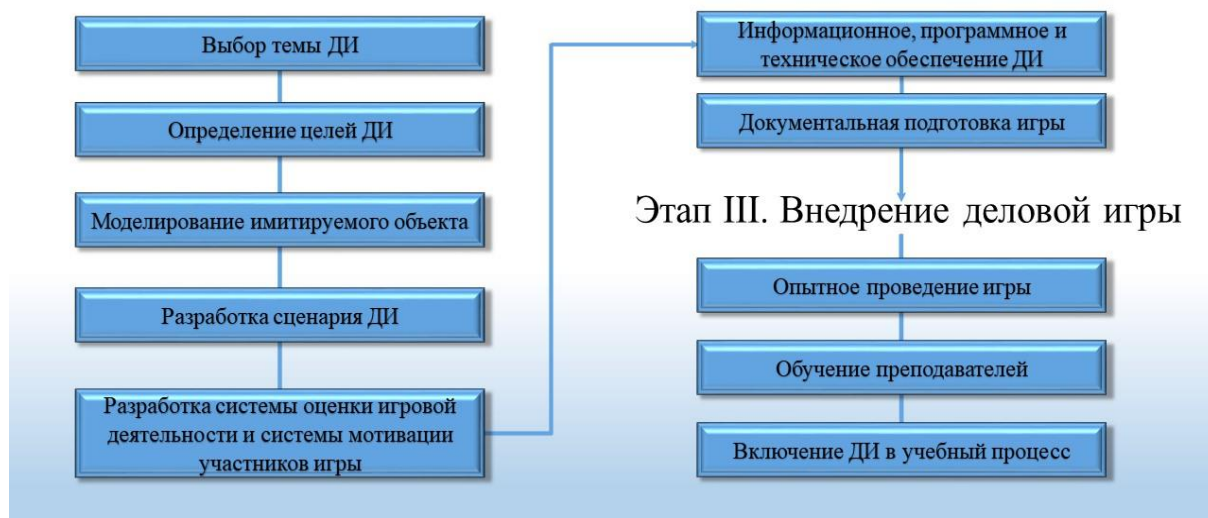 Выбор темы ДИ
Определение целей ДИ
Моделирование имитируемого объекта
Разработка сценария ДИ
Разработка системы оценки игровой
деятельности и системы мотивации
участников игры
Информационное, программное и
техническое обеспечение ДИ
Документальная подготовка игры
Этап III. Внедрение деловой игры
Опытное проведение игры
Обучение преподавателей
Включение ДИ в учебный процесс